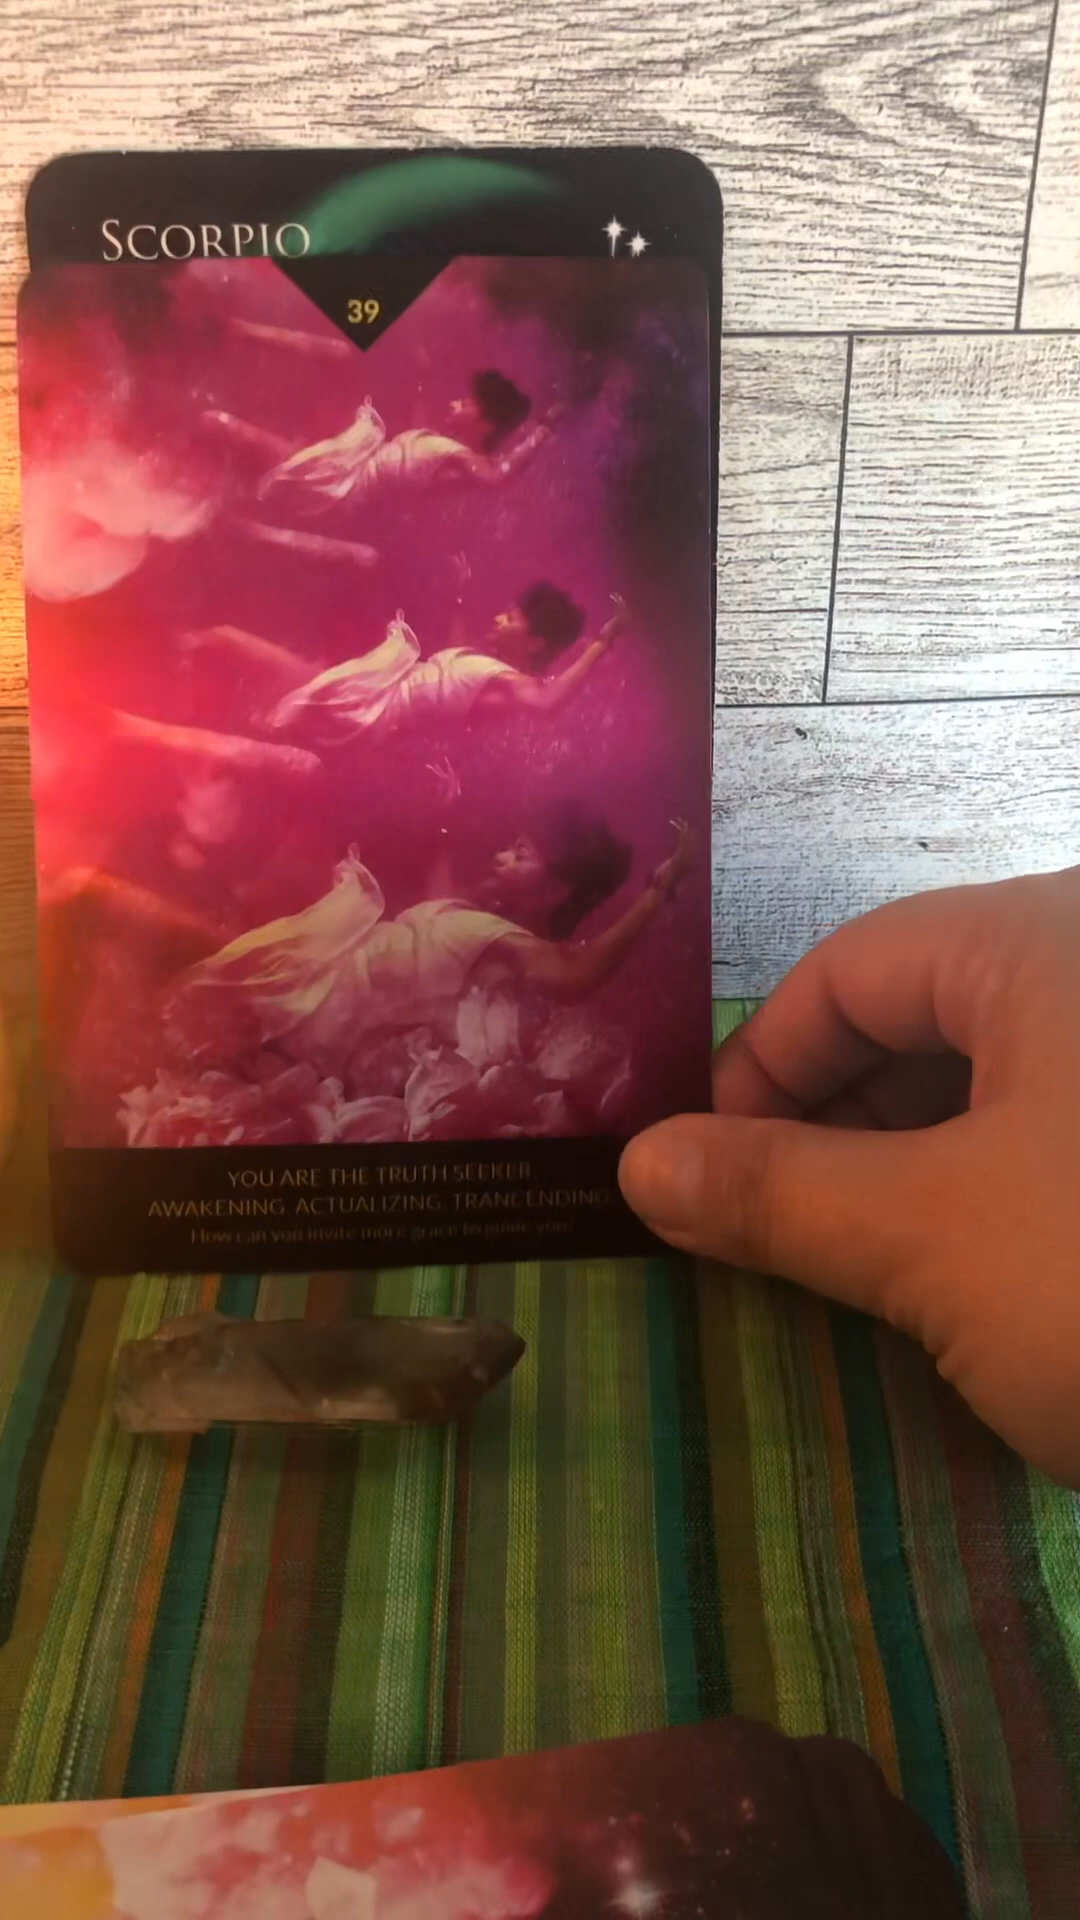 SCORPIO
39
YOU ARE THE TRUTH SEEKER.
AWAKENING. ACTUALIZING. TRANCENDING
How can you invite more grace to guide you?